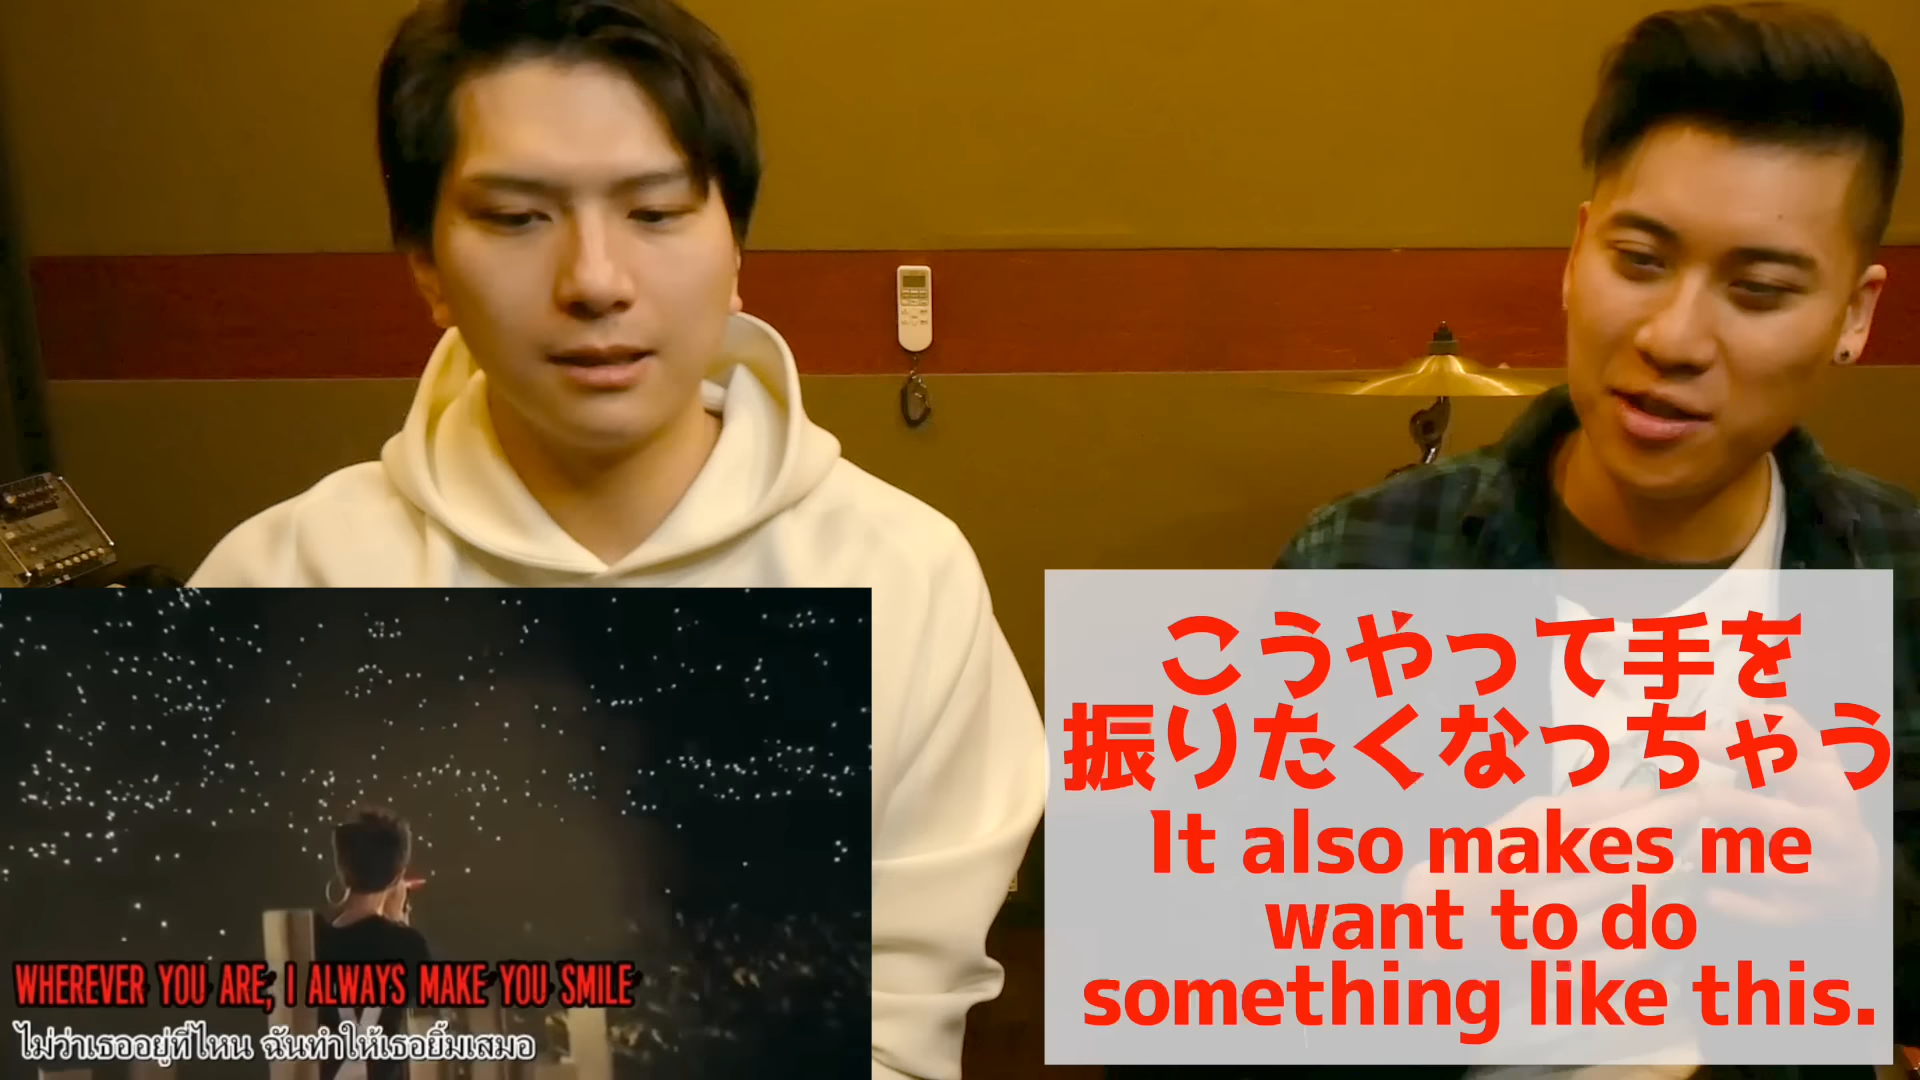 こうやって手を
振りたくなっちゃう
It also makes me
want to do
something like this.
WHEREVER YOU ARE, I ALWAYS MAKE YOU SMILE
ไม่ว่าเธออยู่ที่ไหน ฉันทำให้เธอยิ้มเสมอ